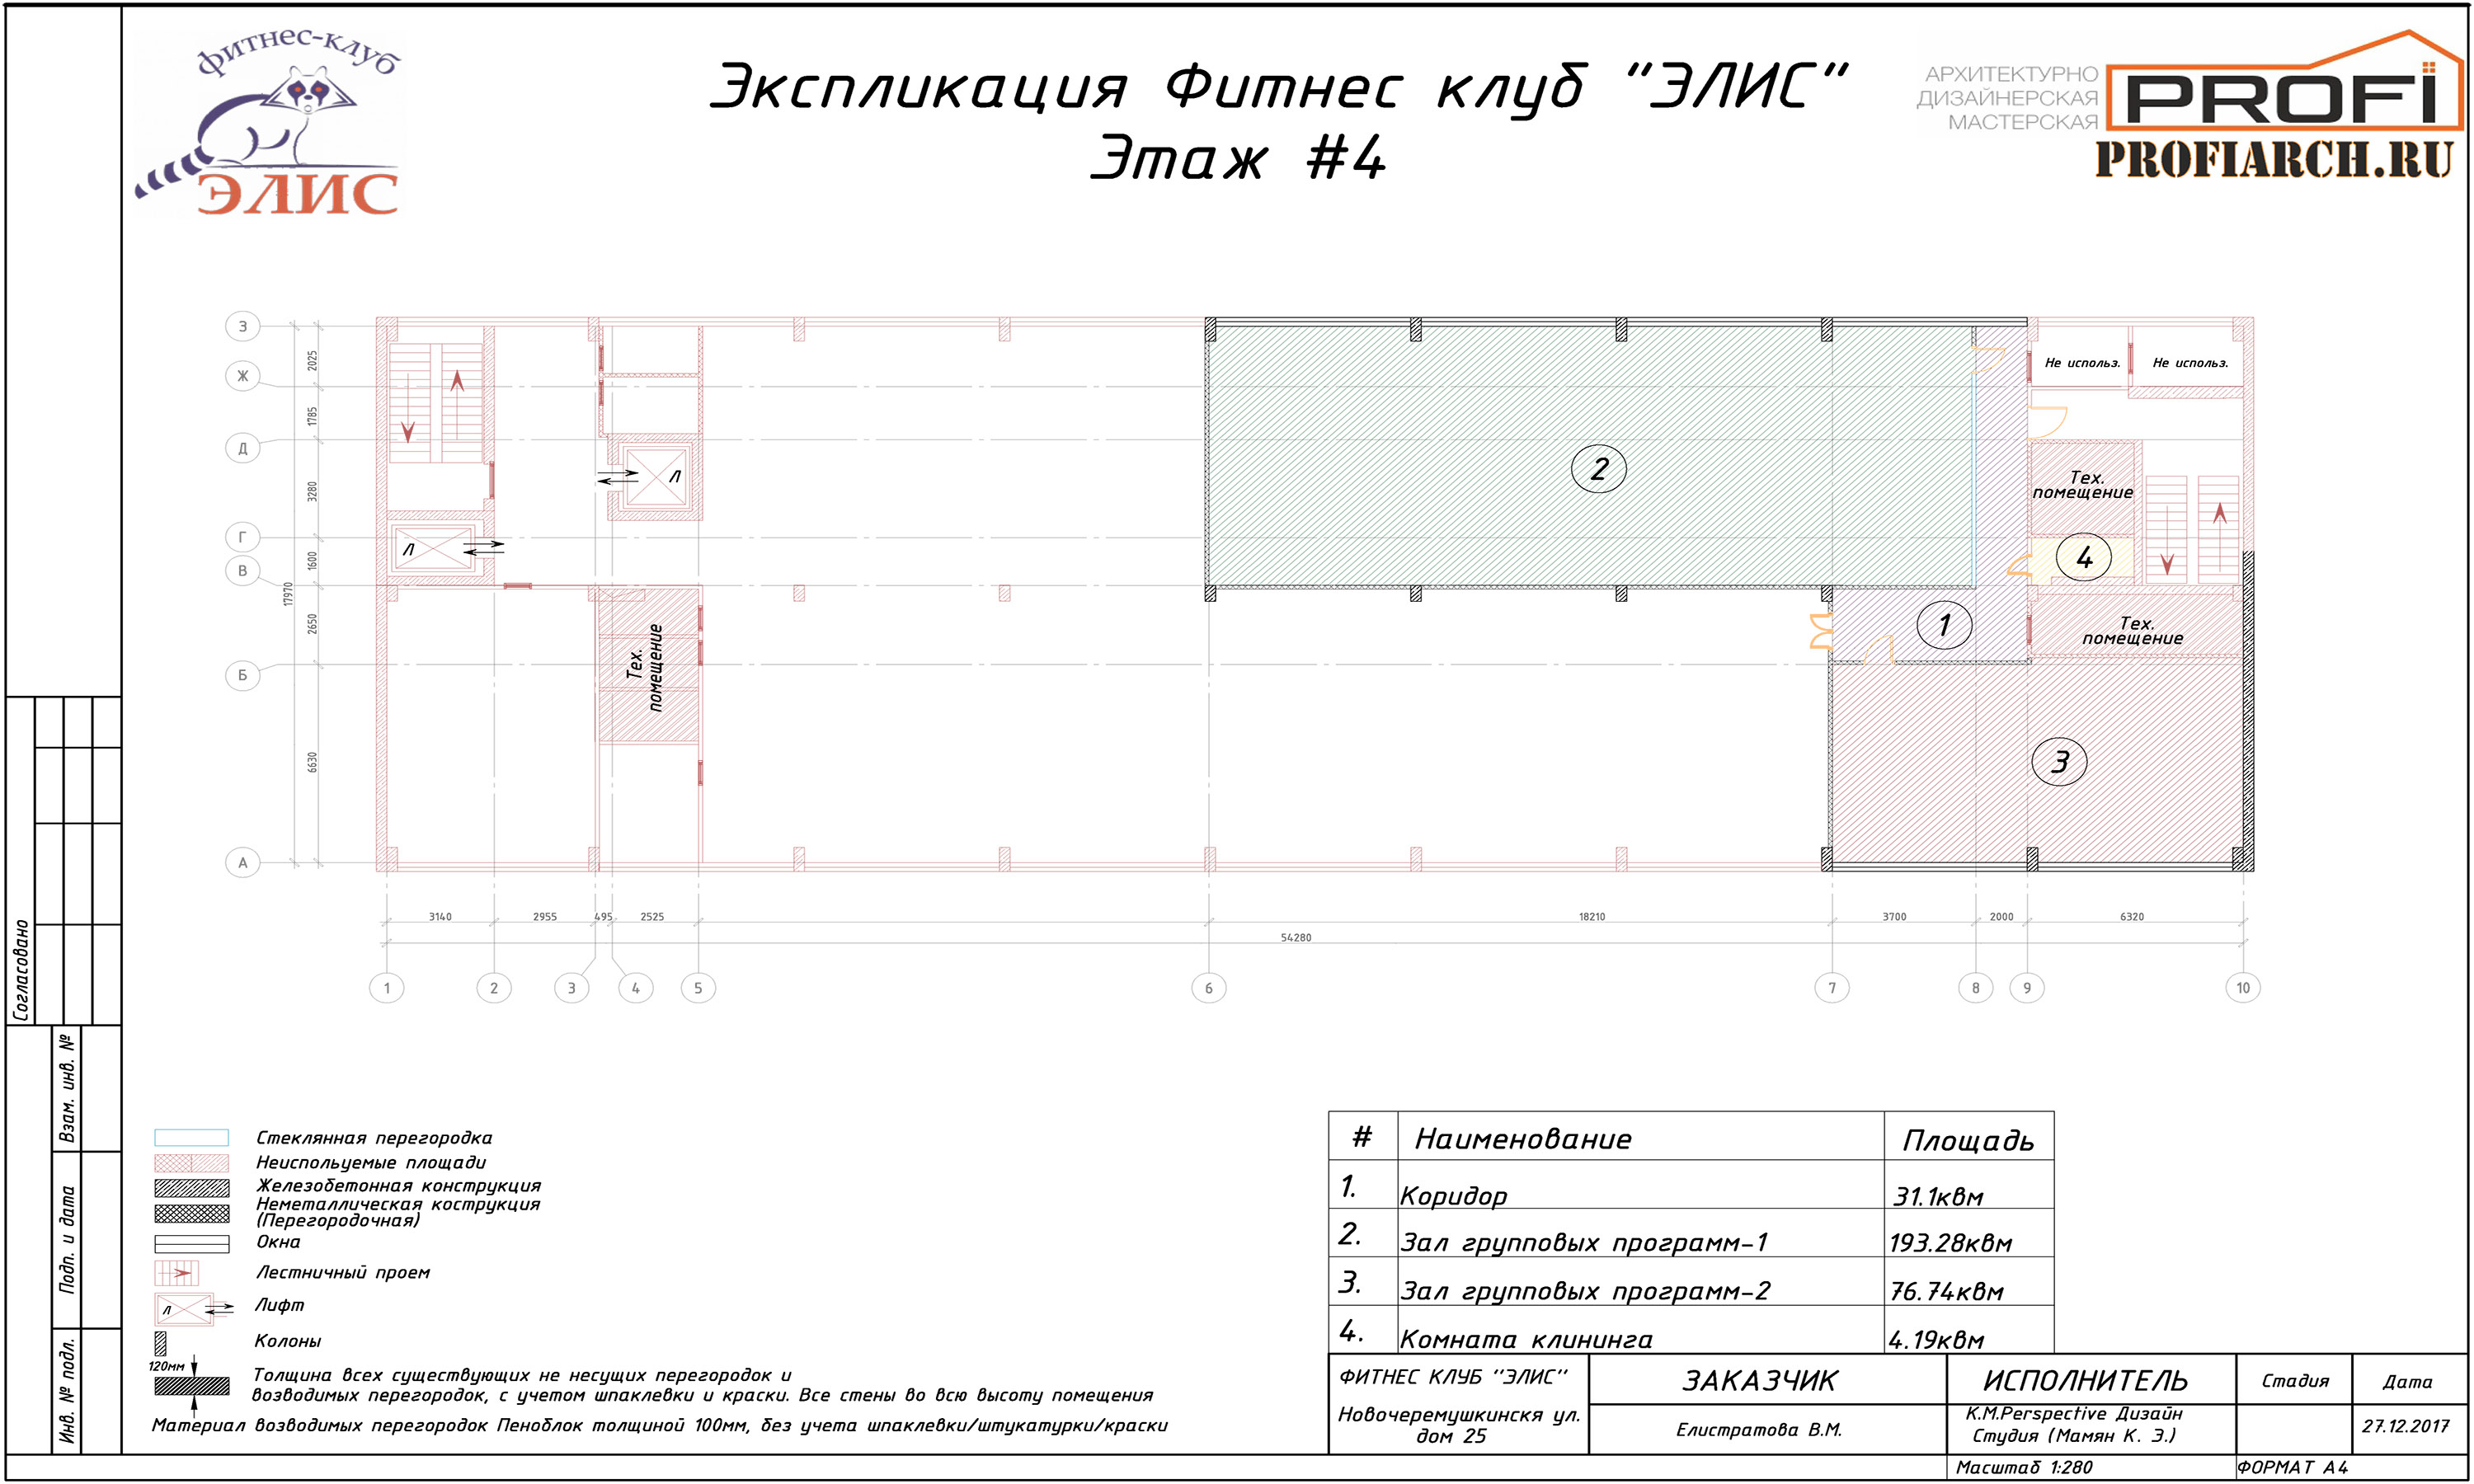 фитнес-клуб
ЭЛИС
Экспликация Фитнес клуб "ЭЛИС"
Этаж #4
АРХИТЕКТУРНО
ДИЗАЙНЕРСКАЯ
МАСТЕРСКАЯ
PROFI
PROFIARCH.RU
З
Ж
Д
Г
В
Б
А
2025
1785
3280
1600
2650
6630
17970
Л
Л
Тех.
помещение
2
1
3
4
Не использ.
Не использ.
Тех.
помещение
Тех.
помещение
3140
2955
495
2525
18210
3700
2000
6320
54280
1
2
3
4
5
6
7
8
9
10
Стеклянная перегородка
Неиспользуемые площади
Железобетонная конструкция
Неметаллическая кострукция
(Перегородочная)
Окна
Лестничный проем
Л
Лифт
Колоны
120мм
Толщина всех существующих не несущих перегородок и
возводимых перегородок, с учетом шпаклевки и краски. Все стены во всю высоту помещения
Материал возводимых перегородок Пеноблок толщиной 100мм, без учета шпаклевки/штукатурки/краски
# Наименование Площадь
1. Коридор 31.1квм
2. Зал групповых программ-1 193.28квм
3. Зал групповых программ-2 76.74квм
4. Комната клининга 4.19квм
ФИТНЕС КЛУБ "ЭЛИС"
Новочеремушкинскя ул.
дом 25
ЗАКАЗЧИК
Елистратова В.М.
ИСПОЛНИТЕЛЬ
K.M.Perspective Дизайн
Студия (Мамян К. Э.)
Стадия
Дата
27.12.2017
Масштаб 1:280
ФОРМАТ А4
Согласовано
Взам. инв. №
Подп. и дата
Инв. № подл.